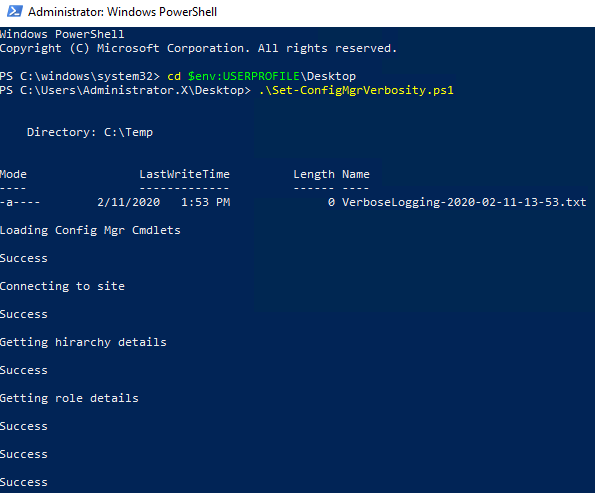 Administrator: Windows PowerShell
Windows PowerShell
Copyright (C) Microsoft Corporation. All rights reserved.
PS C:\windows\system32> cd $env:USERPROFILE\Desktop
PS C:\Users\Administrator.X\Desktop> .\Set-ConfigMgrVerbosity.ps1
Directory: C:\Temp
Mode LastWriteTime Length Name
---- ------------- ------ ----
-a---- 2/11/2020 1:53 PM 0 VerboseLogging-2020-02-11-13-53.txt
Loading Config Mgr Cmdlets
Success
Connecting to site
Success
Getting hirarchy details
Success
Getting role details
Success
Success
Success